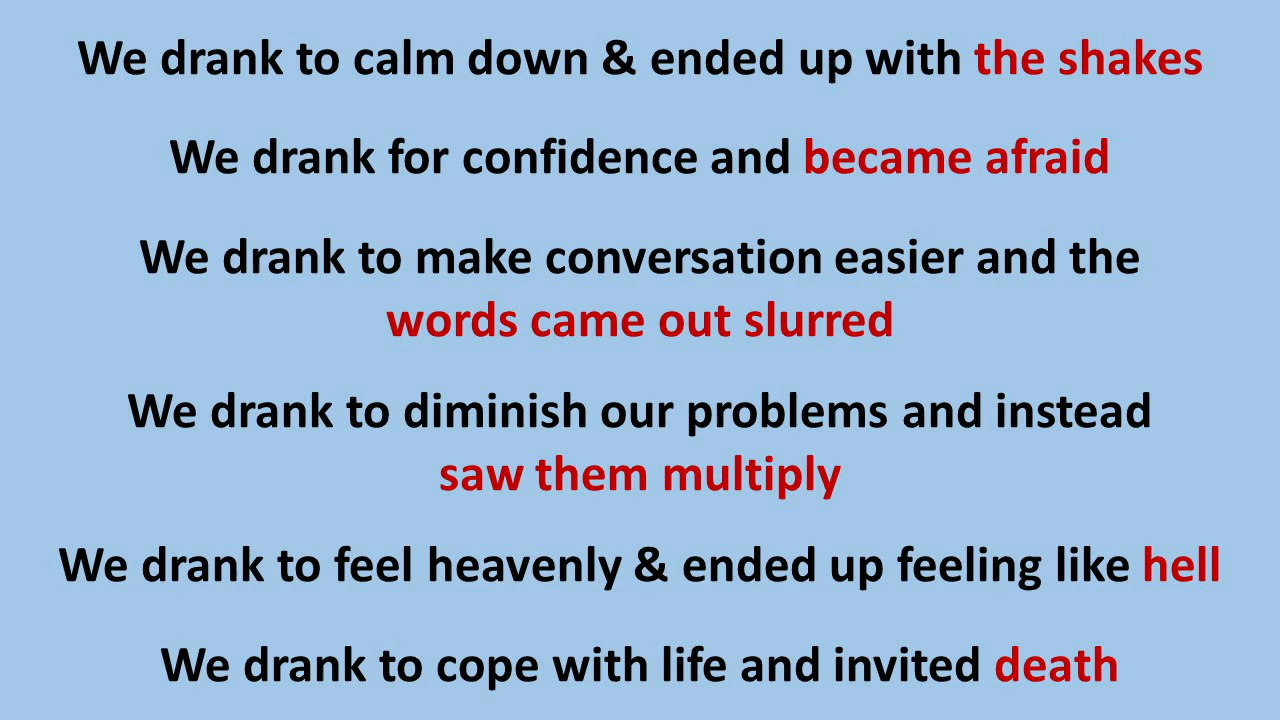 We drank to calm down & ended up with the shakes
We drank for confidence and became afraid
We drank to make conversation easier and the
words came out slurred
We drank to diminish our problems and instead
saw them multiply
We drank to feel heavenly & ended up feeling like hell
We drank to cope with life and invited death